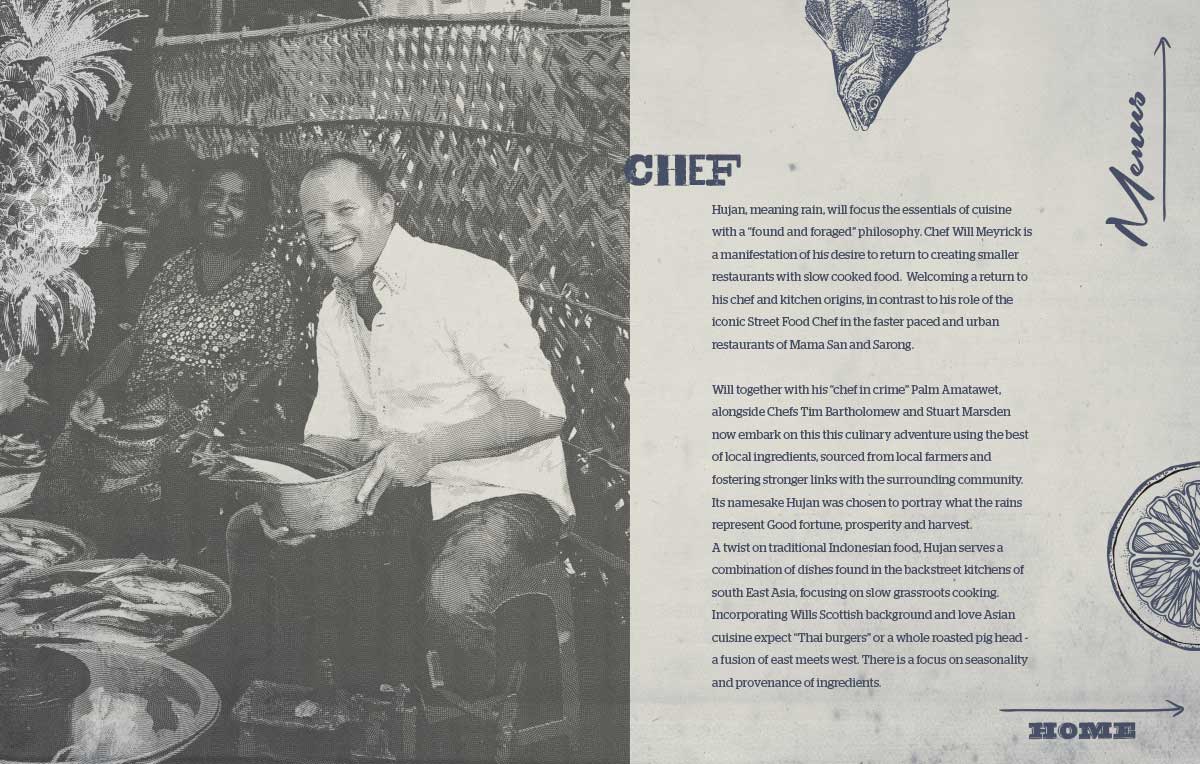 CHEF
Menus
Hujan, meaning rain, will focus the essentials of cuisine
with a "found and foraged" philosophy. Chef Will Meyrick is
a manifestation of his desire to return to creating smaller
restaurants with slow cooked food.  Welcoming a return to
his chef and kitchen origins, in contrast to his role of the
iconic Street Food Chef in the faster paced and urban
restaurants of Mama San and Sarong.
Will together with his "chef in crime" Palm Amatawet,
alongside Chefs Tim Bartholomew and Stuart Marsden
now embark on this this culinary adventure using the best
of local ingredients, sourced from local farmers and
fostering stronger links with the surrounding community.
Its namesake Hujan was chosen to portray what the rains
represent Good fortune, prosperity and harvest.
A twist on traditional Indonesian food, Hujan serves a
combination of dishes found in the backstreet kitchens of
south East Asia, focusing on slow grassroots cooking.
Incorporating Wills Scottish background and love Asian
cuisine expect "Thai burgers" or a whole roasted pig head -
a fusion of east meets west. There is a focus on seasonality
and provenance of ingredients.
HOME